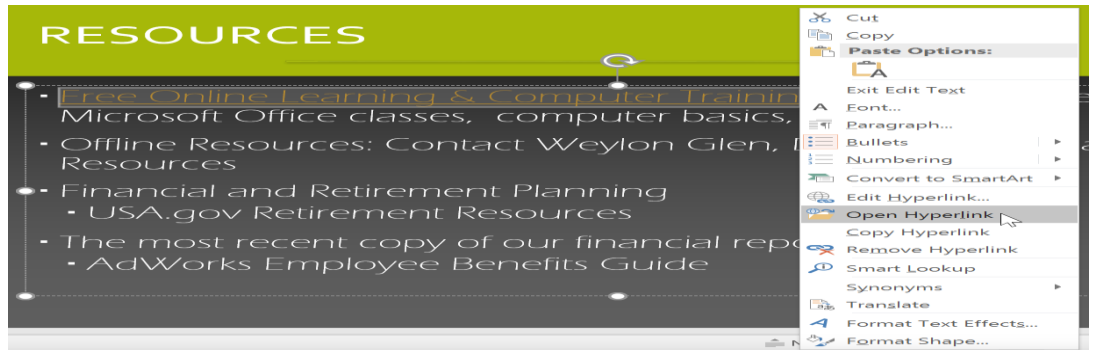 RESOURCES
▪ Free Online Learning & Computer Training
Microsoft Office classes, computer basics,
▪ Offline Resources: Contact Weylon Glen,
Resources
▪ Financial and Retirement Planning
▪ USA.gov Retirement Resources
▪ The most recent copy of our financial
▪ AdWorks Employee Benefits Guide
Cut
Copy
Paste Options:
A
Exit Edit Text
A Font...
Paragraph...
Bullets
Numbering
Convert to SmartArt
Edit Hyperlink...
Open Hyperlink
Copy Hyperlink
Remove Hyperlink
Smart Lookup
Synonyms
Translate
Format Text Effects...
Format Shape...